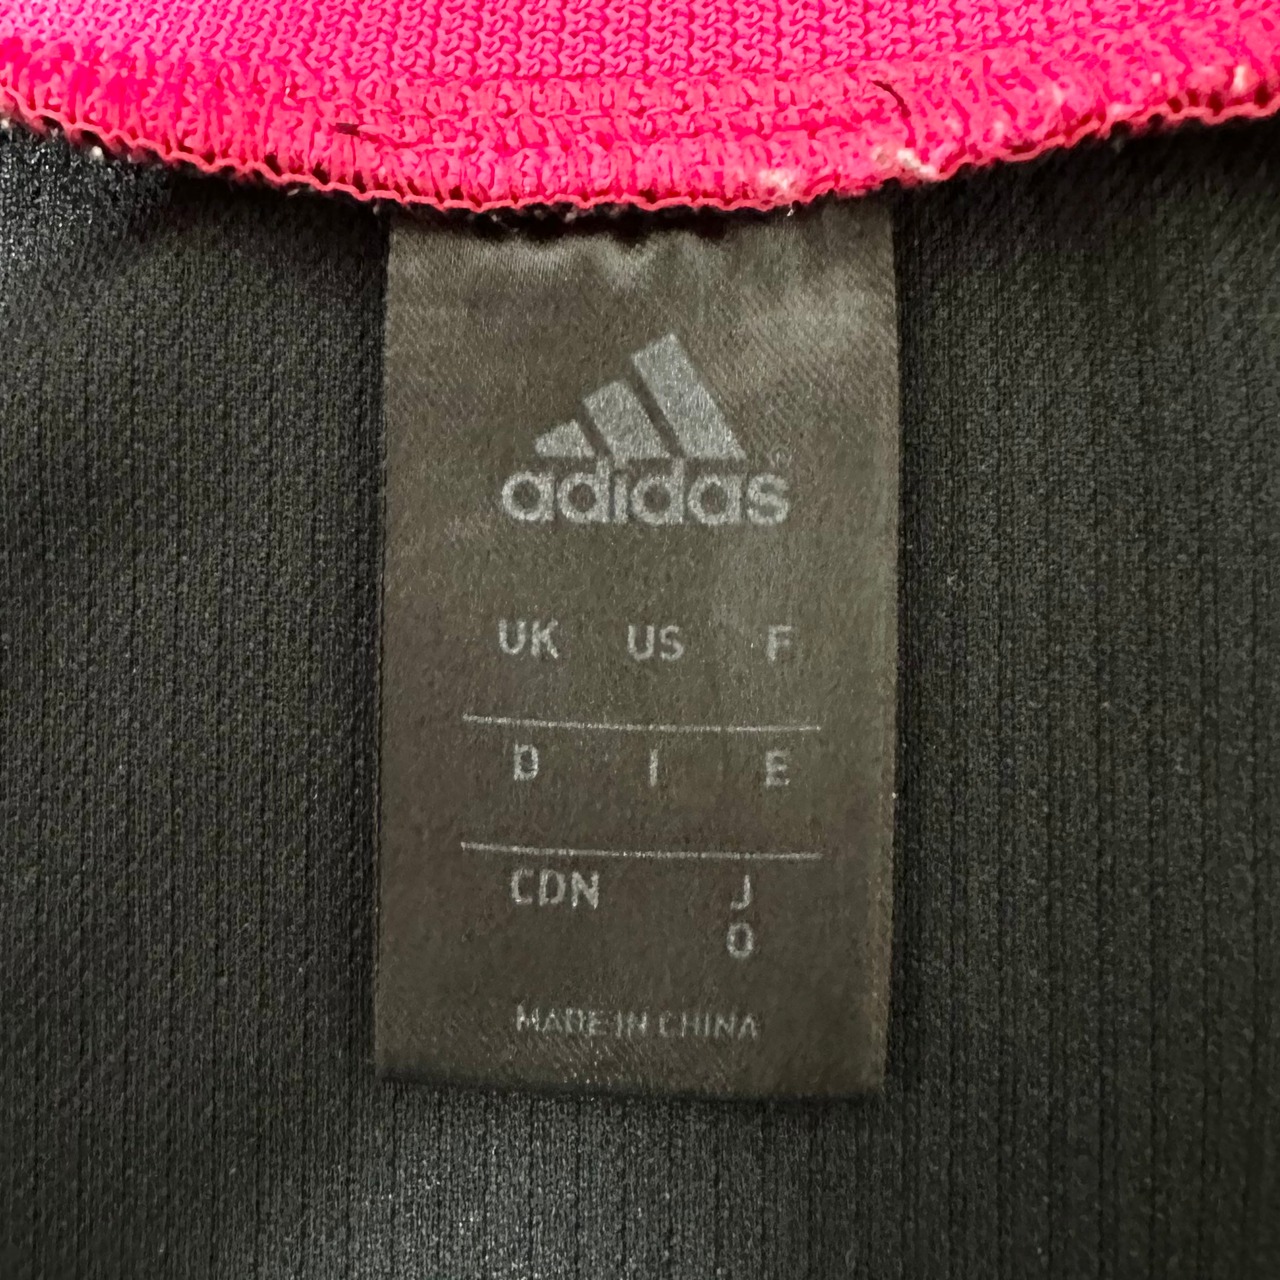 adidas®
UK US F
D I E
CDN J
O
MADE IN CHINA